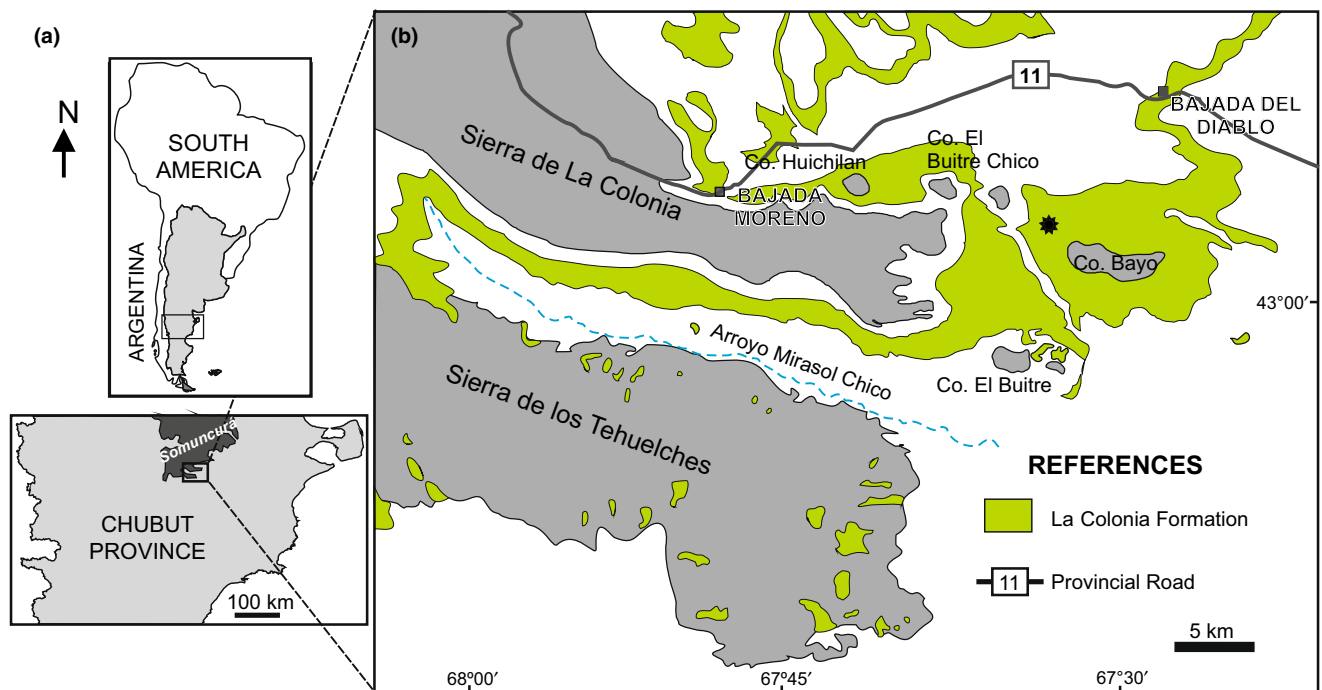 (a)
N
SOUTH
AMERICA
ARGENTINA
Somuncurá
CHUBUT
PROVINCE
100 km
(b)
11
BAJADA DEL
DIABLO
Sierra de La Colonia
Co. Huichilan
Co. El
Buitre Chico
BAJADA
MORENO
Co. Bayo
43°00′
Arroyo Mirasol Chico
Co. El Buitre
Sierra de los Tehuelches
REFERENCES
La Colonia Formation
11
Provincial Road
5 km
68°00′
67°45′
67°30′